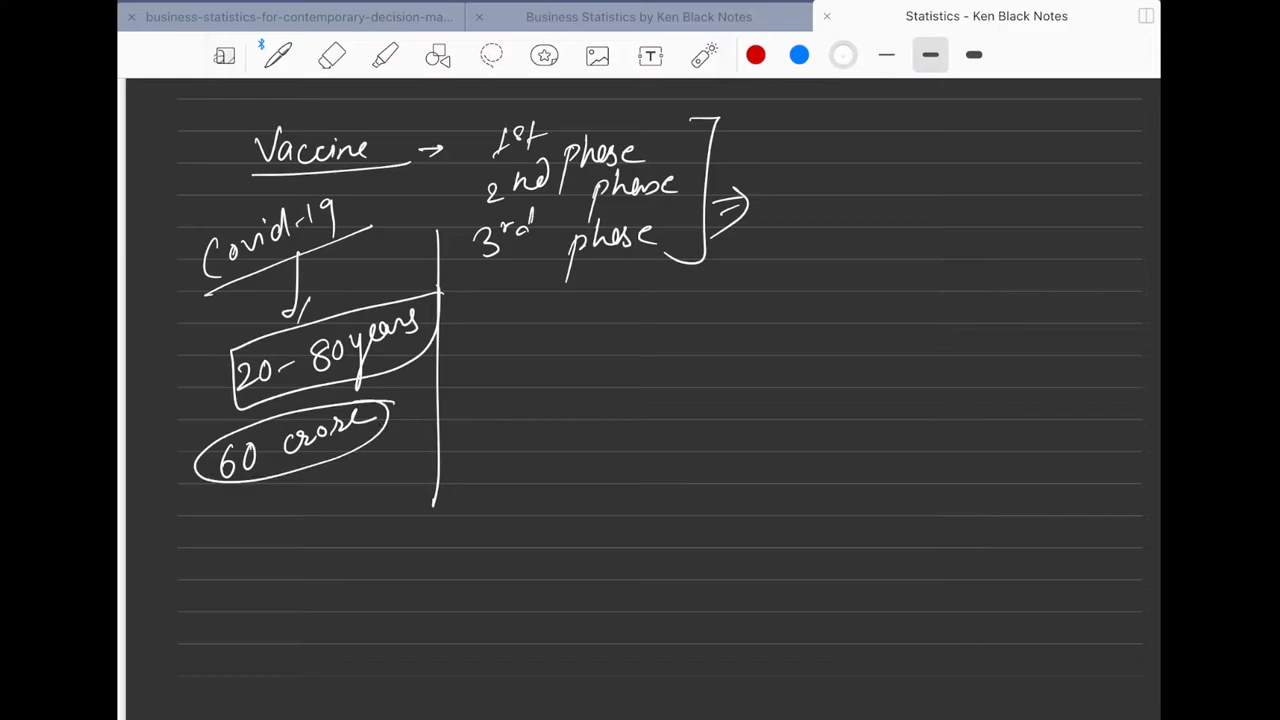 business-statistics-for-contemporary-decision-ma...
Business Statistics by Ken Black Notes
Statistics - Ken Black Notes
Vaccine → 1st phase
2nd phase
3rd phase
Covid-19
20-80 years
60 crore